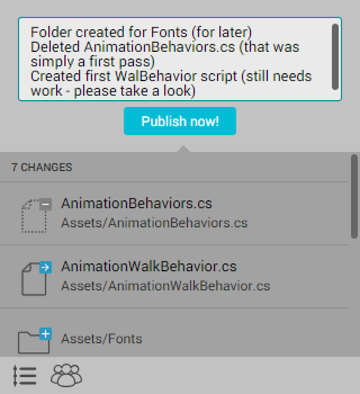 Folder created for Fonts (for later)
Deleted AnimationBehaviors.cs (that was
simply a first pass)
Created first WalBehavior script (still needs
work - please take a look)
Publish now!
7 CHANGES
AnimationBehaviors.cs
Assets/AnimationBehaviors.cs
AnimationWalkBehavior.cs
Assets/AnimationWalkBehavior.cs
Assets/Fonts